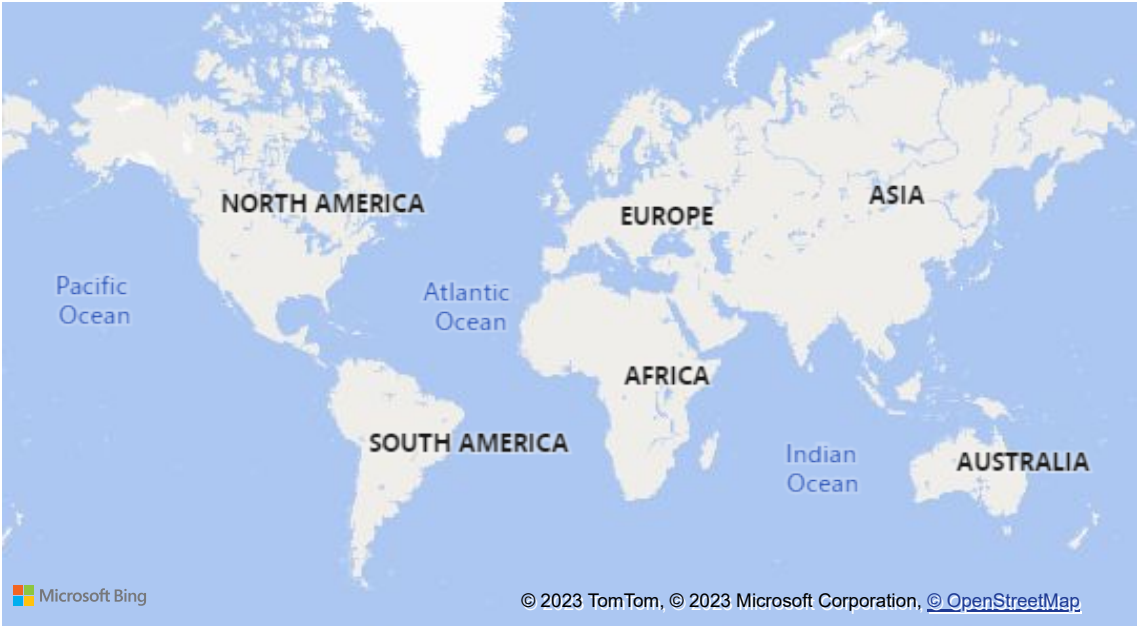 ASIA
NORTH AMERICA
EUROPE
Pacific
Ocean
Atlantic
Ocean
AFRICA
SOUTH AMERICA
Indian
Ocean
AUSTRALIA
Microsoft Bing
© 2023 TomTom, © 2023 Microsoft Corporation, © OpenStreetMap